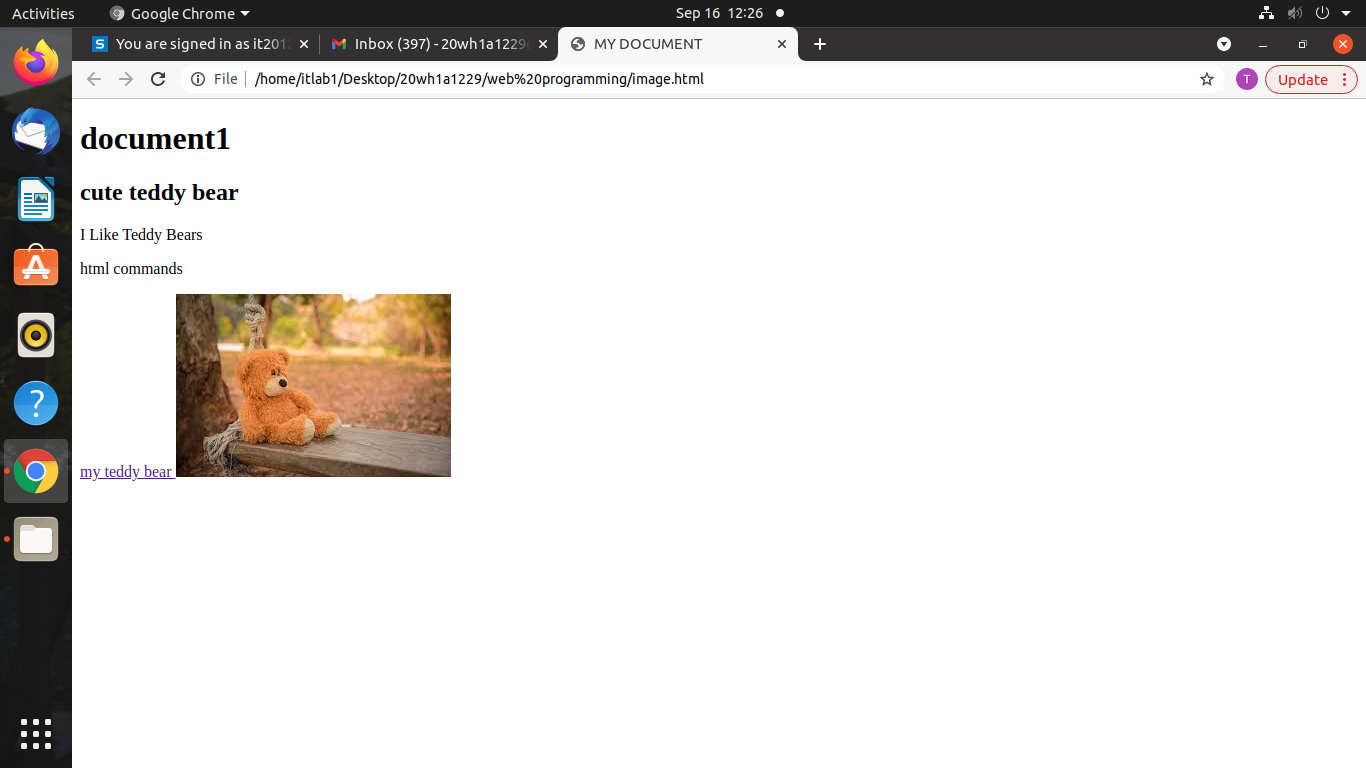 Activities
Google Chrome
Sep 16 12:26
You are signed in as it201
Inbox (397) - 20wh1a1229
MY DOCUMENT
File
/home/itlab1/Desktop/20wh1a1229/web%20programming/image.html
T
Update
document1
cute teddy bear
I Like Teddy Bears
html commands
my teddy bear